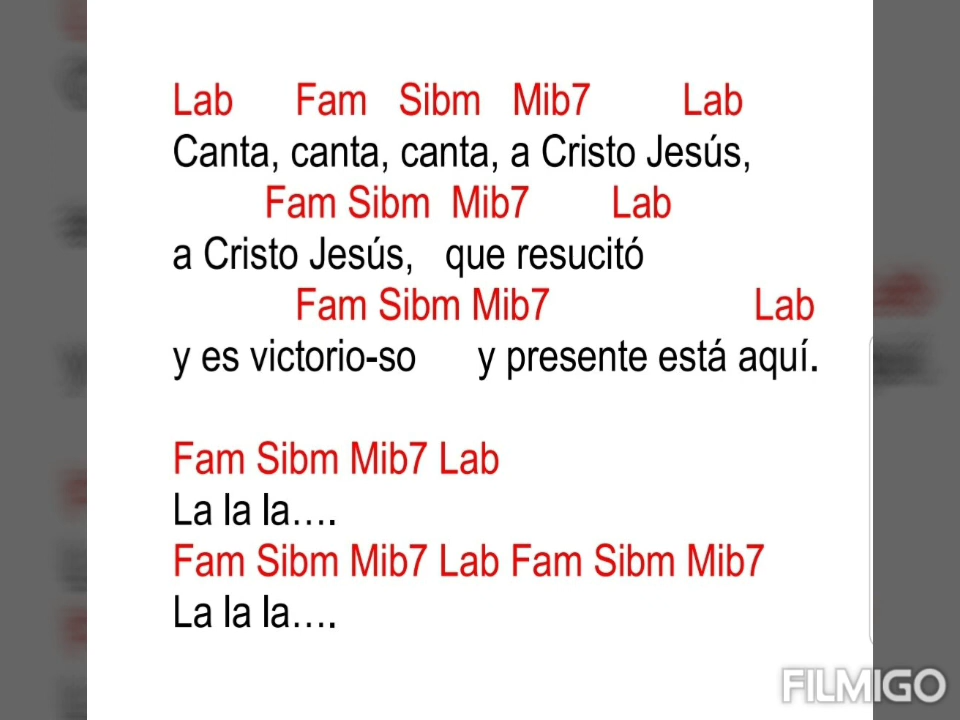 Lab Fam Sibm Mib7 Lab
Canta, canta, canta, a Cristo Jesús,
Fam Sibm Mib7 Lab
a Cristo Jesús, que resucitó
Fam Sibm Mib7 Lab
y es victorio-so y presente está aquí.
Fam Sibm Mib7 Lab
La la la….
Fam Sibm Mib7 Lab Fam Sibm Mib7
La la la….
FILMIGO